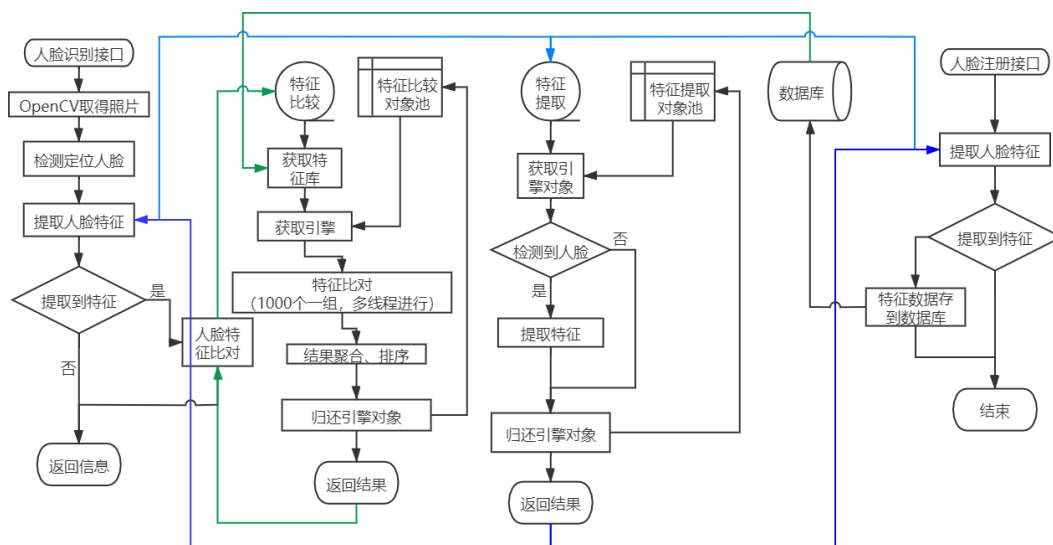 人脸识别接口
OpenCV取得照片
检测定位人脸
提取人脸特征
提取到特征
是
否
人脸特
征比对
返回信息
特征
比较
特征比较
对象池
获取特
征库
获取引擎
特征比对
(1000个一组，多线程进行)
结果聚合、排序
归还引擎对象
返回结果
特征
提取
特征提取
对象池
获取引
擎对象
检测到人脸
否
是
提取特征
归还引擎对象
返回结果
数据库
人脸注册接口
提取人脸特征
提取到特征
特征数据存
到数据库
结束